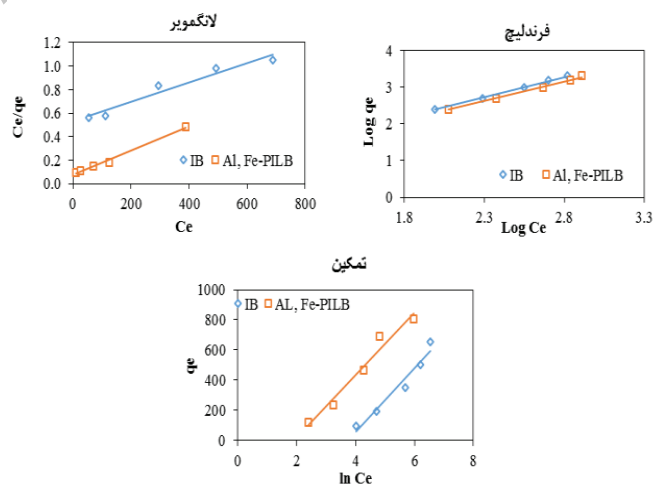 لانگمویر
1.2
1.0
0.8
0.6
0.4
0.2
0.0
Ce/qe
IB Al, Fe-PILB
0 200 400 600 800
Ce
فرندلیچ
4
3
2
1
0
Log qe
IB Al, Fe-PILB
1.8 2.3 2.8 3.3
Log Ce
تمکین
1000
800
600
400
200
0
qe
IB AL, Fe-PILB
0 2 4 6 8
ln Ce